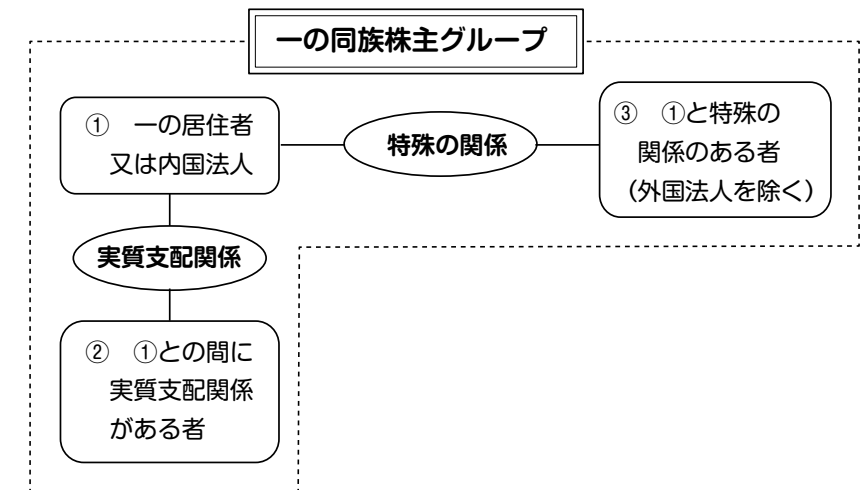 一の同族株主グループ
① 一の居住者
又は内国法人
特殊の関係
③ ①と特殊の
関係のある者
（外国法人を除く）
実質支配関係
② ①との間に
実質支配関係
がある者